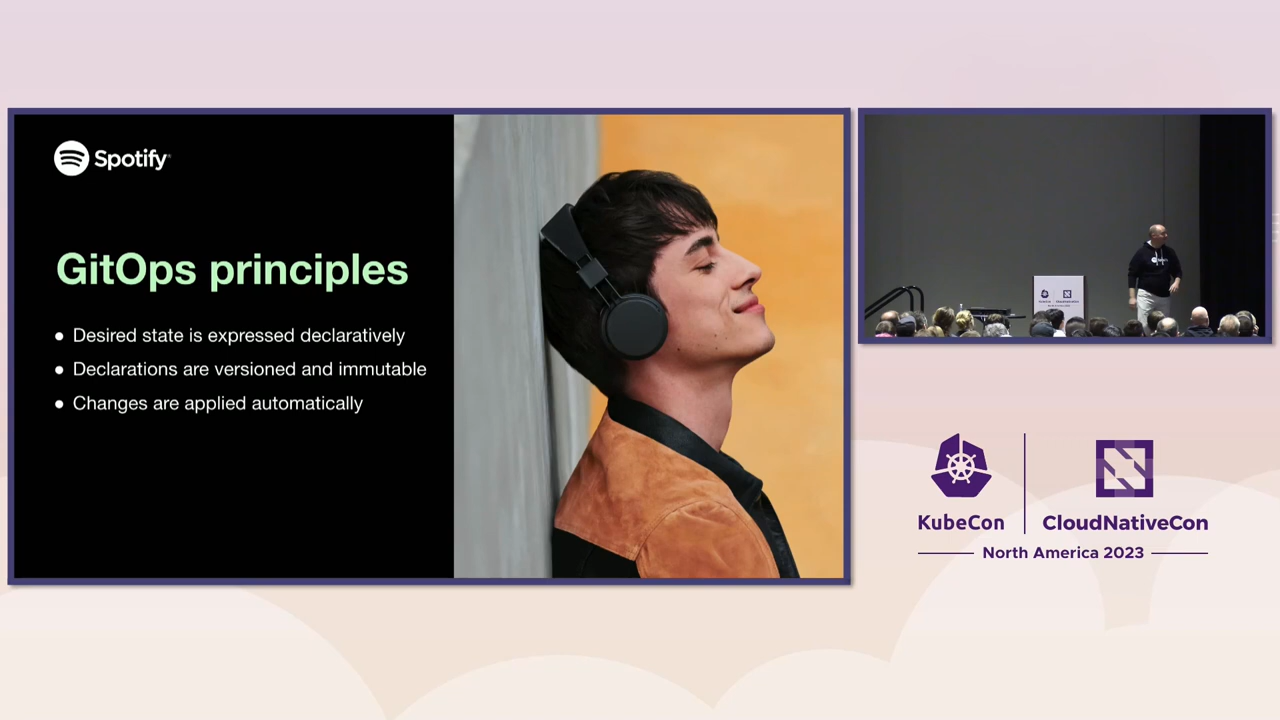 Spotify
GitOps principles
• Desired state is expressed declaratively
• Declarations are versioned and immutable
• Changes are applied automatically
KubeCon
CloudNativeCon
North America 2023